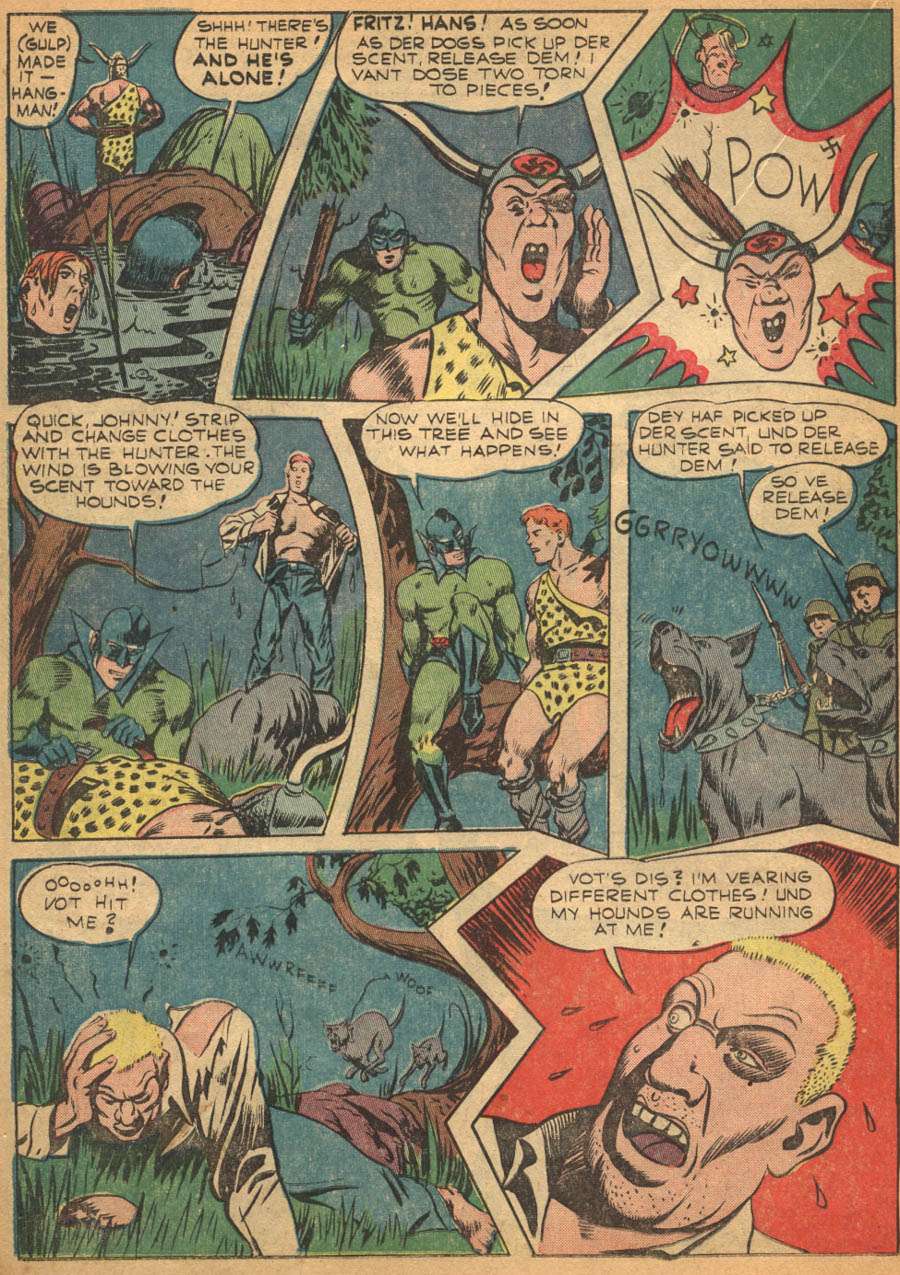 WE
(GULP)
MADE
IT —
HANG-
MAN!
SHHH! THERE'S
THE HUNTER!
AND HE'S
ALONE!
FRITZ! HANS! AS SOON
AS DER DOGS PICK UP DER
SCENT, RELEASE DEM! I
VANT DOSE TWO TORN
TO PIECES!
POW
QUICK, JOHNNY! STRIP
AND CHANGE CLOTHES
WITH THE HUNTER. THE
WIND IS BLOWING YOUR
SCENT TOWARD THE
HOUNDS!
NOW WE'LL HIDE IN
THIS TREE AND SEE
WHAT HAPPENS!
DEY HAF PICKED UP
DER SCENT, UND DER
HUNTER SAID TO RELEASE
DEM!
SO VE
RELEASE
DEM!
GGRRYOWWWW
OOOOOHH!
VOT HIT
ME?
AWWRFFFF
WOOF
VOT'S DIS? I'M VEARING
DIFFERENT CLOTHES! UND
MY HOUNDS ARE RUNNING
AT ME!